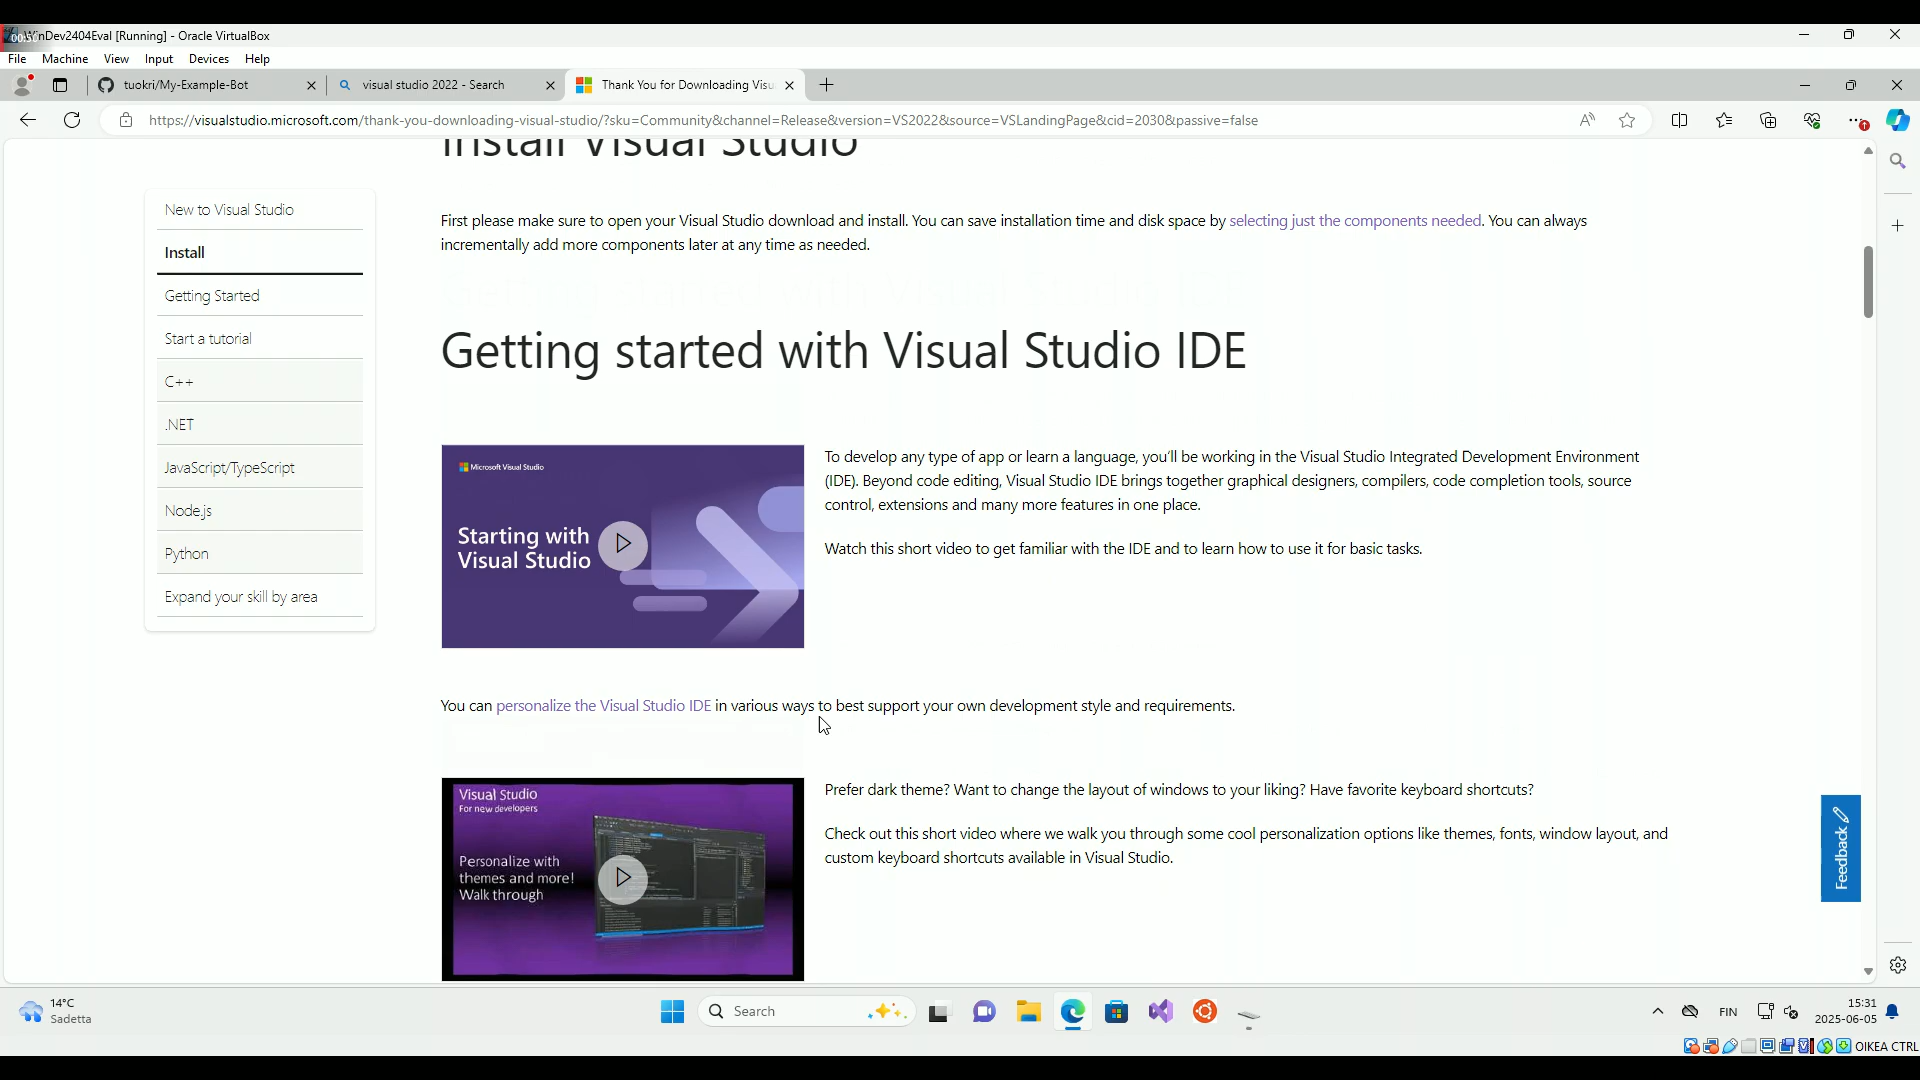 WinDev2404Eval [Running] - Oracle VirtualBox
File Machine View Input Devices Help
tuokri/My-Example-Bot
visual studio 2022 - Search
Thank You for Downloading Visu
https://visualstudio.microsoft.com/thank-you-downloading-visual-studio/?sku=Community&channel=Release&version=VS2022&source=VSLandingPage&cid=2030&passive=false
Install Visual Studio
New to Visual Studio
Install
Getting Started
Start a tutorial
C++
.NET
JavaScript/TypeScript
Node.js
Python
Expand your skill by area
First please make sure to open your Visual Studio download and install. You can save installation time and disk space by selecting just the components needed. You can always
incrementally add more components later at any time as needed.
Getting started with Visual Studio IDE
Microsoft Visual Studio
Starting with
Visual Studio
To develop any type of app or learn a language, you'll be working in the Visual Studio Integrated Development Environment
(IDE). Beyond code editing, Visual Studio IDE brings together graphical designers, compilers, code completion tools, source
control, extensions and many more features in one place.
Watch this short video to get familiar with the IDE and to learn how to use it for basic tasks.
You can personalize the Visual Studio IDE in various ways to best support your own development style and requirements.
Visual Studio
For new developers
Personalize with
themes and more!
Walk through
Prefer dark theme? Want to change the layout of windows to your liking? Have favorite keyboard shortcuts?
Check out this short video where we walk you through some cool personalization options like themes, fonts, window layout, and
custom keyboard shortcuts available in Visual Studio.
Feedback
14°C
Sadetta
Search
FIN
15:31
2025-06-05
OIKEA CTRL